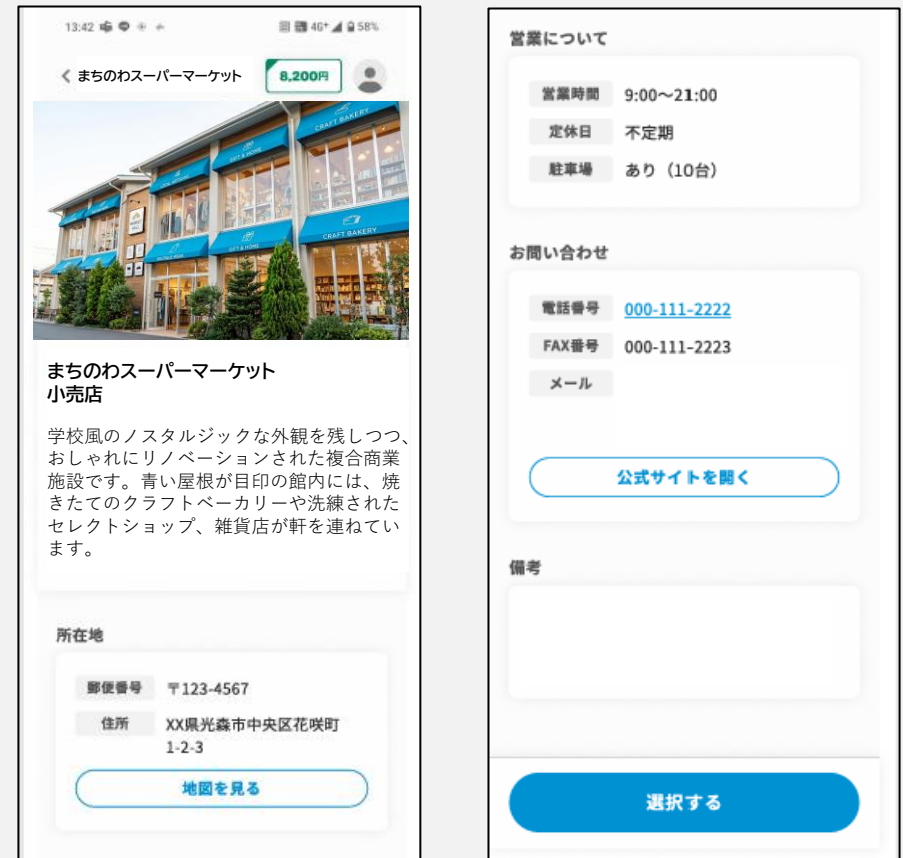 13:42
4G+ 58%
まちのわスーパーマーケット
8,200円
CRAFT BAKERY
GIFT & HOME
CRAFT BAKERY
GIFT & HOME
まちのわスーパーマーケット
小売店
学校風のノスタルジックな外観を残しつつ、
おしゃれにリノベーションされた複合商業
施設です。青い屋根が目印の館内には、焼
きたてのクラフトベーカリーや洗練された
セレクトショップ、雑貨店が軒を連ねてい
ます。
所在地
郵便番号 〒123-4567
住所 XX県光森市中央区花咲町
1-2-3
地図を見る
営業について
営業時間 9:00～21:00
定休日 不定期
駐車場 あり（10台）
お問い合わせ
電話番号 000-111-2222
FAX番号 000-111-2223
メール
公式サイトを開く
備考
選択する